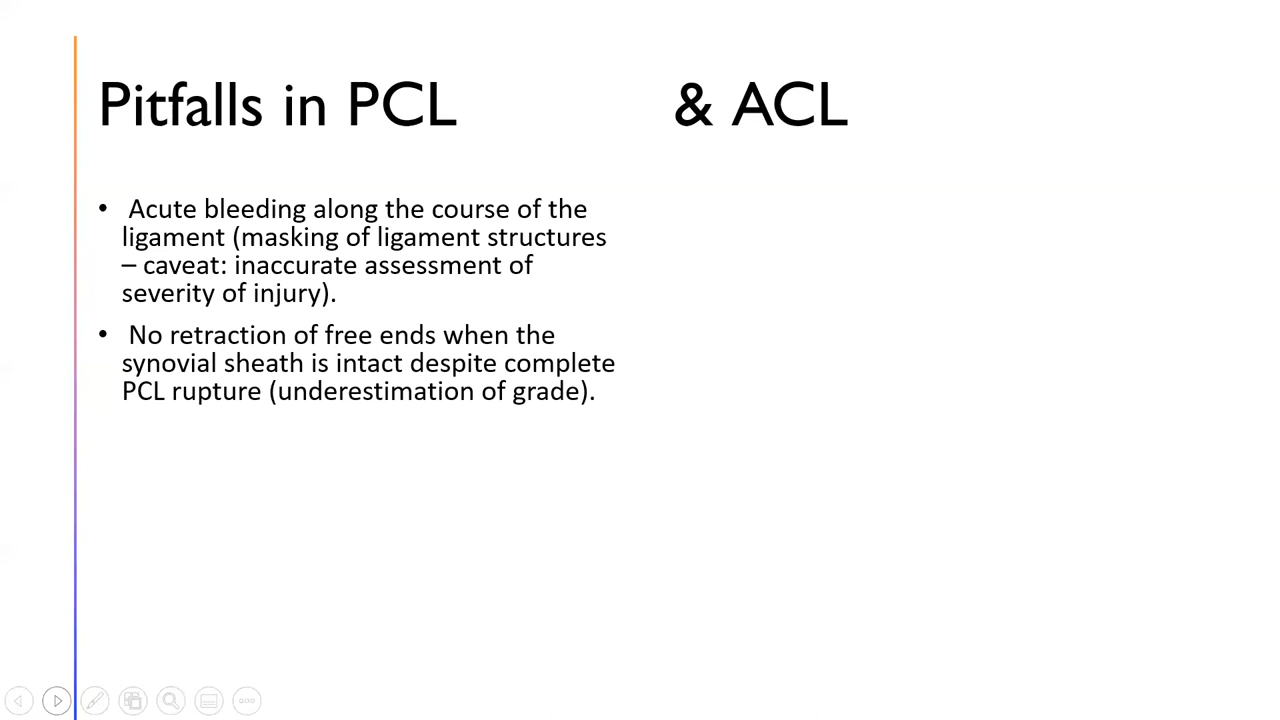 Pitfalls in PCL & ACL
• Acute bleeding along the course of the
ligament (masking of ligament structures
– caveat: inaccurate assessment of
severity of injury).
• No retraction of free ends when the
synovial sheath is intact despite complete
PCL rupture (underestimation of grade).